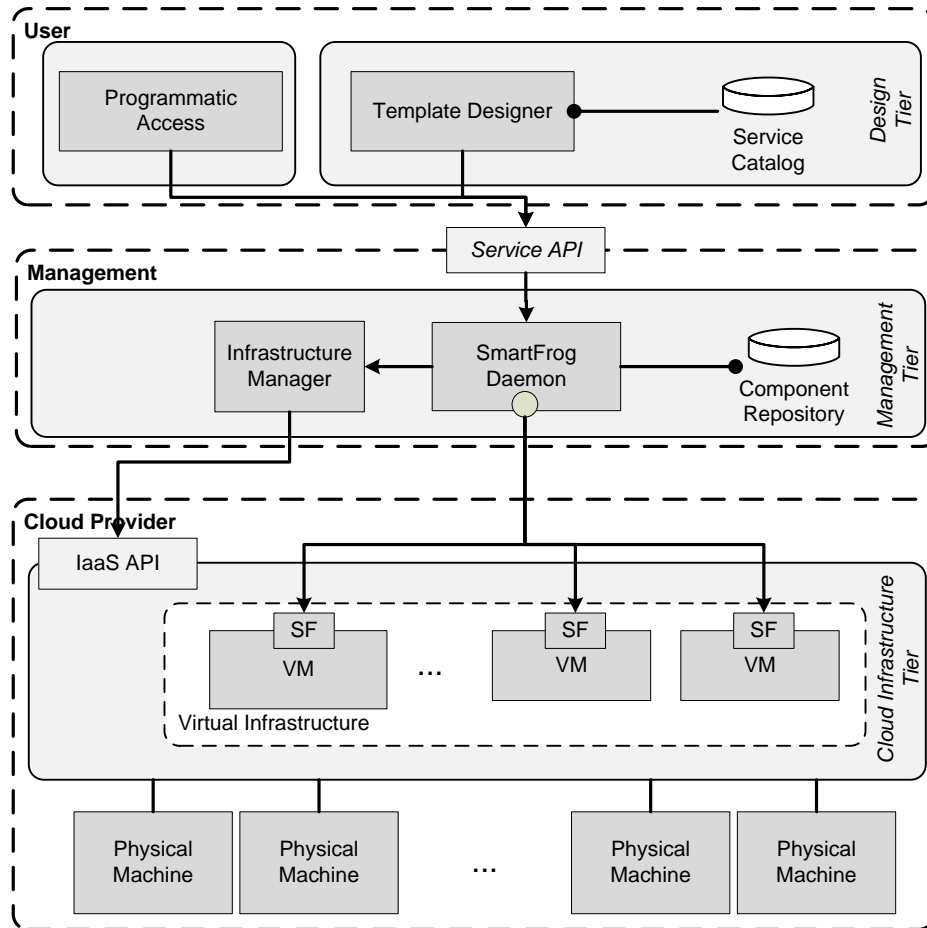 User
Programmatic
Access
Template Designer
Service
Catalog
Design
Tier
Service API
Management
Infrastructure
Manager
SmartFrog
Daemon
Component
Repository
Management
Tier
Cloud Provider
IaaS API
SF
VM
...
SF
VM
SF
VM
Virtual Infrastructure
Cloud Infrastructure
Tier
Physical
Machine
Physical
Machine
...
Physical
Machine
Physical
Machine